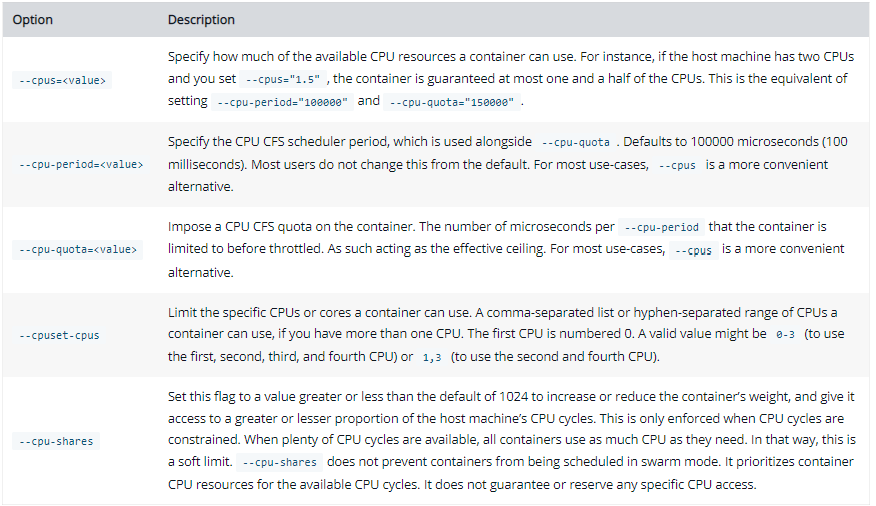 Option Description
--cpus=<value>
Specify how much of the available CPU resources a container can use. For instance, if the host machine has two CPUs
and you set --cpus="1.5" , the container is guaranteed at most one and a half of the CPUs. This is the equivalent of
setting --cpu-period="100000" and --cpu-quota="150000" .
--cpu-period=<value>
Specify the CPU CFS scheduler period, which is used alongside --cpu-quota . Defaults to 100000 microseconds (100
milliseconds). Most users do not change this from the default. For most use-cases, --cpus is a more convenient
alternative.
--cpu-quota=<value>
Impose a CPU CFS quota on the container. The number of microseconds per --cpu-period that the container is
limited to before throttled. As such acting as the effective ceiling. For most use-cases, --cpus is a more convenient
alternative.
--cpuset-cpus
Limit the specific CPUs or cores a container can use. A comma-separated list or hyphen-separated range of CPUs a
container can use, if you have more than one CPU. The first CPU is numbered 0. A valid value might be 0-3 (to use
the first, second, third, and fourth CPU) or 1,3 (to use the second and fourth CPU).
--cpu-shares
Set this flag to a value greater or less than the default of 1024 to increase or reduce the container's weight, and give it
access to a greater or lesser proportion of the host machine's CPU cycles. This is only enforced when CPU cycles are
constrained. When plenty of CPU cycles are available, all containers use as much CPU as they need. In that way, this is
a soft limit. --cpu-shares does not prevent containers from being scheduled in swarm mode. It prioritizes container
CPU resources for the available CPU cycles. It does not guarantee or reserve any specific CPU access.